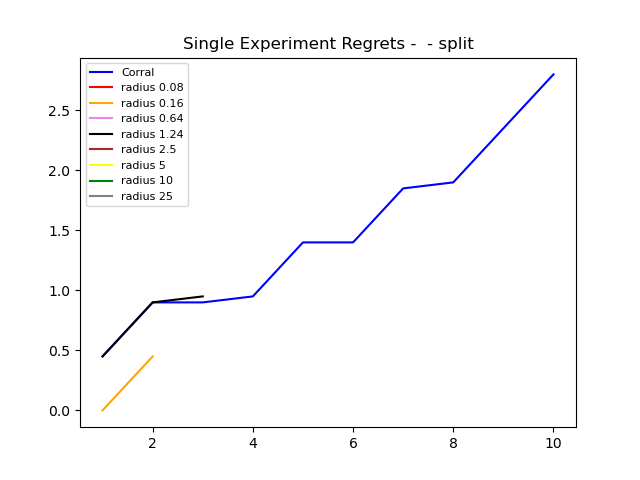 Single Experiment Regrets -  - split
Corral
radius 0.08
radius 0.16
radius 0.64
radius 1.24
radius 2.5
radius 5
radius 10
radius 25
2.5
2.0
1.5
1.0
0.5
0.0
2 4 6 8 10